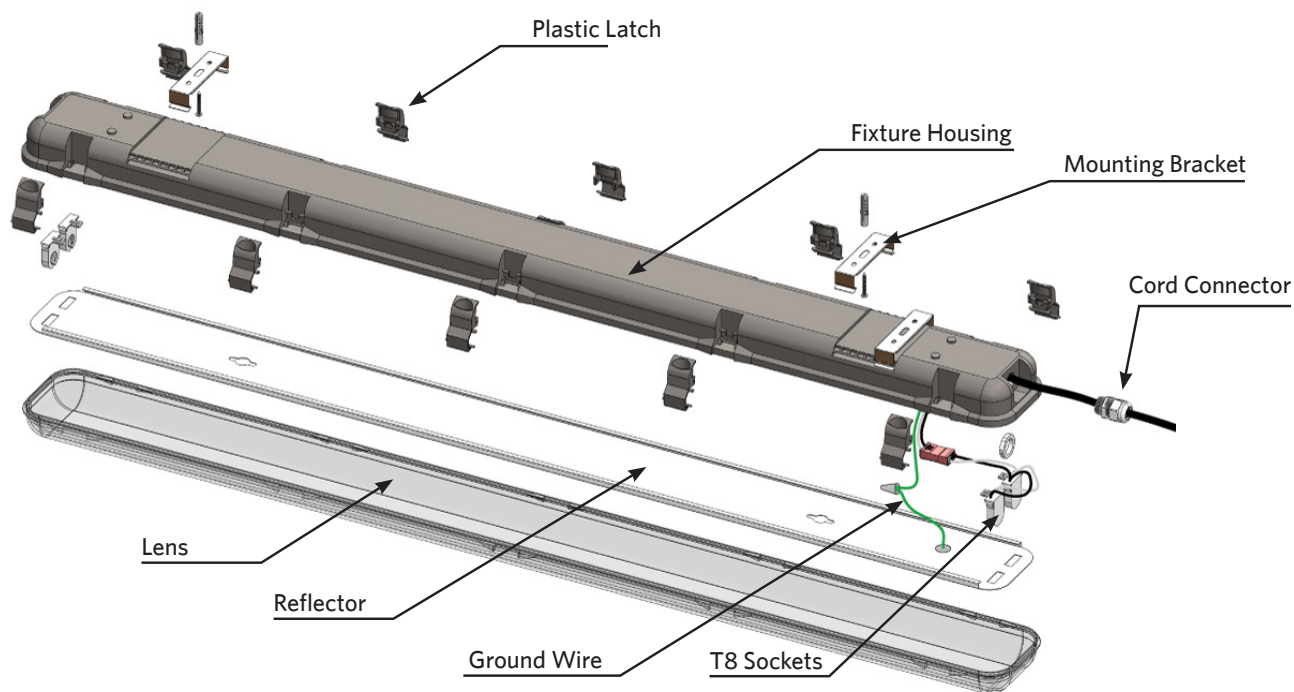 Plastic Latch
Fixture Housing
Mounting Bracket
Cord Connector
Lens
Reflector
Ground Wire
T8 Sockets